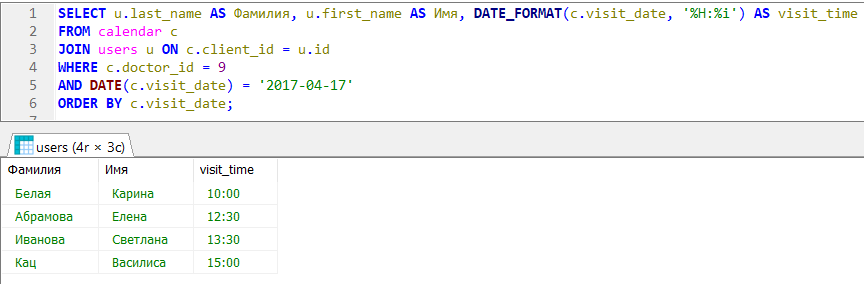 1 SELECT u.last_name AS Фамилия, u.first_name AS Имя, DATE_FORMAT(c.visit_date, '%H:%i') AS visit_time
2 FROM calendar c
3 JOIN users u ON c.client_id = u.id
4 WHERE c.doctor_id = 9
5 AND DATE(c.visit_date) = '2017-04-17'
6 ORDER BY c.visit_date;
7
users (4r × 3c)
Фамилия Имя visit_time
Белая Карина 10:00
Абрамова Елена 12:30
Иванова Светлана 13:30
Кац Василиса 15:00